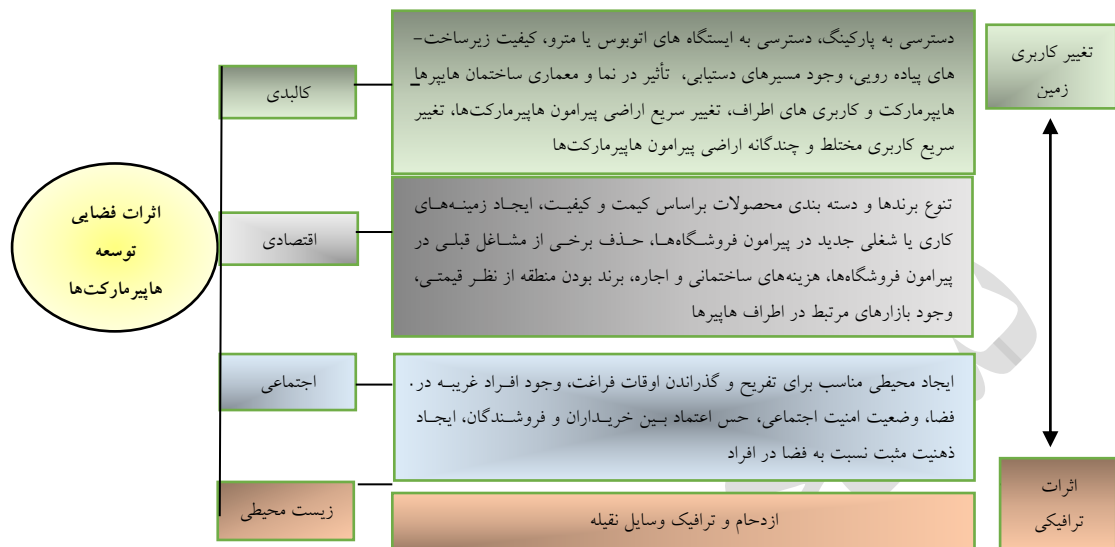 تغییر کاربری
زمین
دسترسی به پارکینگ، دسترسی به ایستگاه های اتوبوس یا مترو، کیفیت زیرساخت-
های پیاده رویی، وجود مسیرهای دستیابی، تأثیر در نما و معماری ساختمان هایپرها
هایپرمارکت و کاربری های اطراف، تغییر سریع اراضی پیرامون هاپیرمارکت‌ها، تغییر
سریع کاربری مختلط و چندگانه اراضی پیرامون هاپیرمارکت‌ها
کالبدی
تنوع برندها و دسته بندی محصولات براساس کیمت و کیفیت، ایجاد زمینه‌های
کاری یا شغلی جدید در پیرامون فروشگاه‌ها، حذف برخی از مشاغل قبلی در
پیرامون فروشگاه‌ها، هزینه‌های ساختمانی و اجاره، برند بودن منطقه از نظر قیمتی،
وجود بازارهای مرتبط در اطراف هاپیرها
اقتصادی
اثرات فضایی
توسعه
هاپیرمارکت‌ها
ایجاد محیطی مناسب برای تفریح و گذراندن اوقات فراغت، وجود افراد غریبه در.
فضا، وضعیت امنیت اجتماعی، حس اعتماد بین خریداران و فروشندگان، ایجاد
ذهنیت مثبت نسبت به فضا در افراد
اجتماعی
اثرات
ترافیکی
ازدحام و ترافیک وسایل نقیله
زیست محیطی